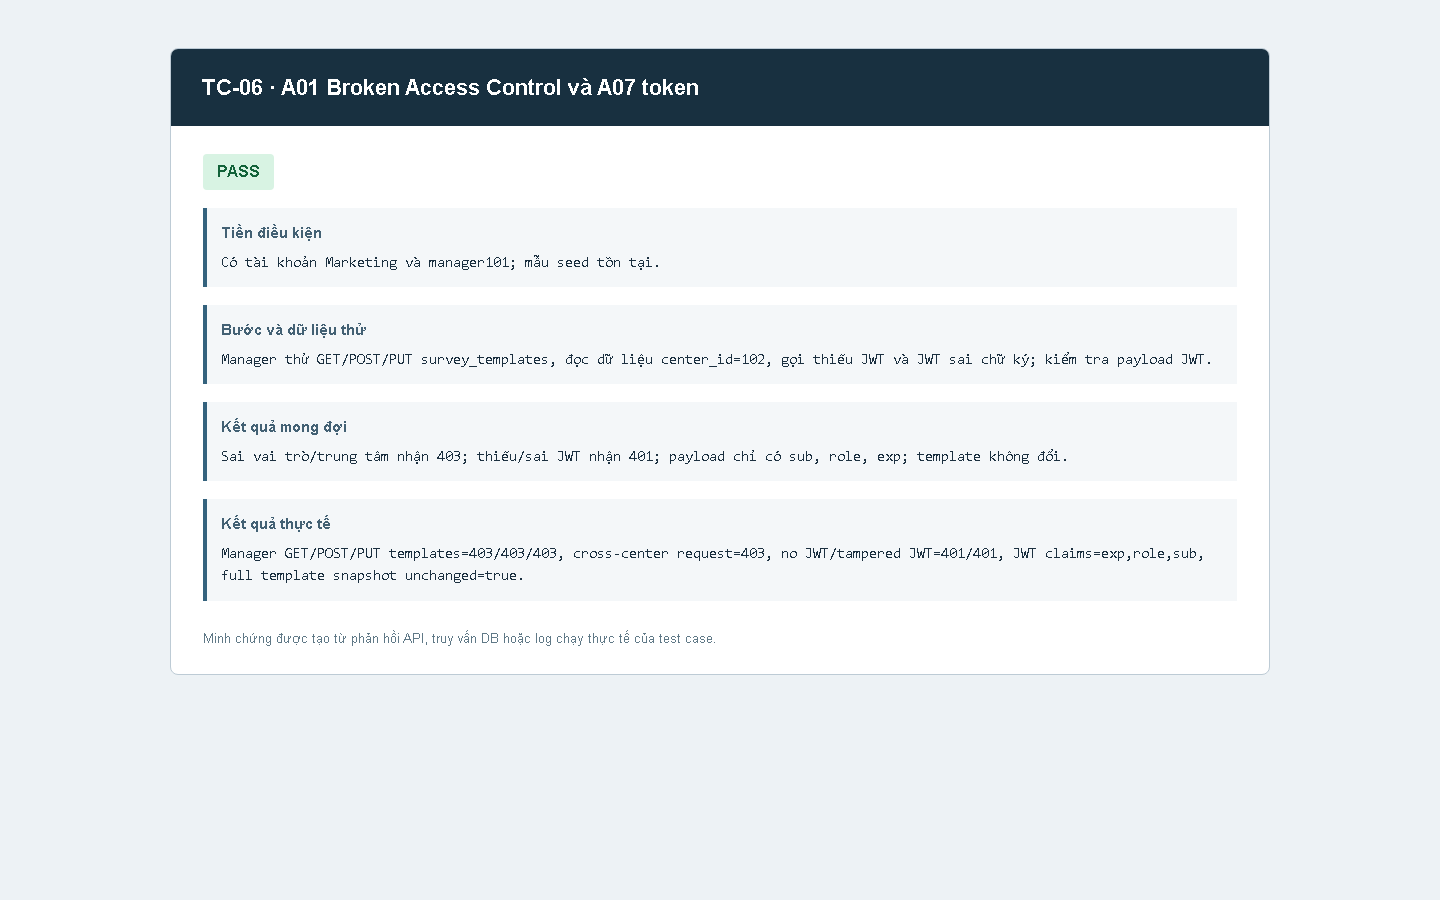 TC-06 · A01 Broken Access Control và A07 token
PASS
Tiền điều kiện
Có tài khoản Marketing và manager101; mẫu seed tồn tại.
Bước và dữ liệu thử
Manager thử GET/POST/PUT survey_templates, đọc dữ liệu center_id=102, gọi thiếu JWT và JWT sai chữ ký; kiểm tra payload JWT.
Kết quả mong đợi
Sai vai trò/trung tâm nhận 403; thiếu/sai JWT nhận 401; payload chỉ có sub, role, exp; template không đổi.
Kết quả thực tế
Manager GET/POST/PUT templates=403/403/403, cross-center request=403, no JWT/tampered JWT=401/401, JWT claims=exp,role,sub,
full template snapshot unchanged=true.
Minh chứng được tạo từ phản hồi API, truy vấn DB hoặc log chạy thực tế của test case.